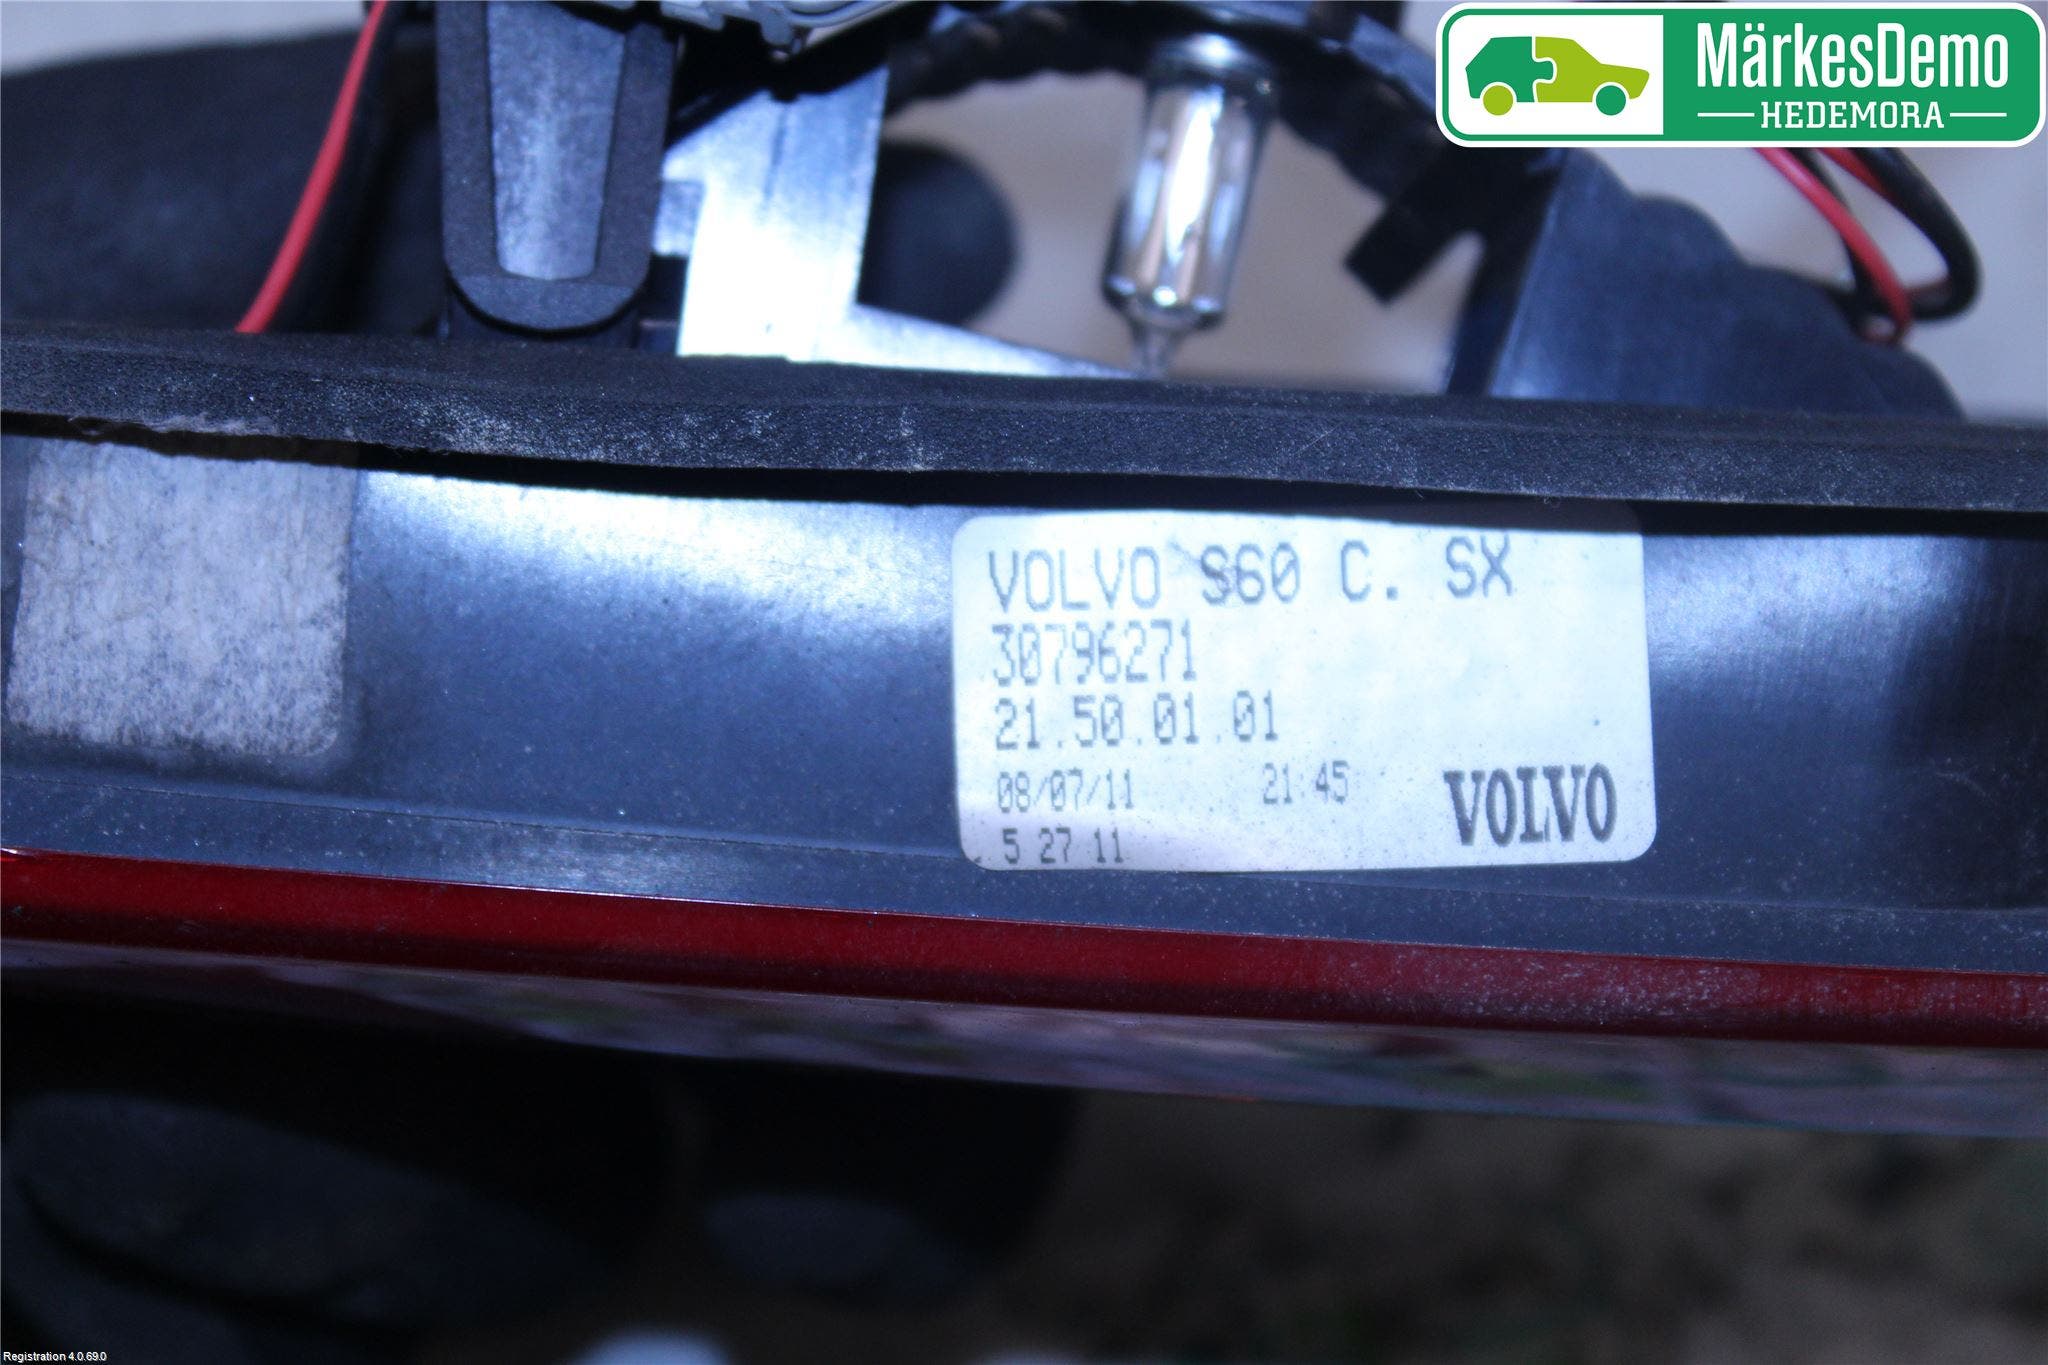 MärkesDemo
HEDEMORA
VOLVO S60 C. SX
30796271
21.50.01.01
08/07/11 21:45
5 27 11
VOLVO
Registration 4.0.69.0